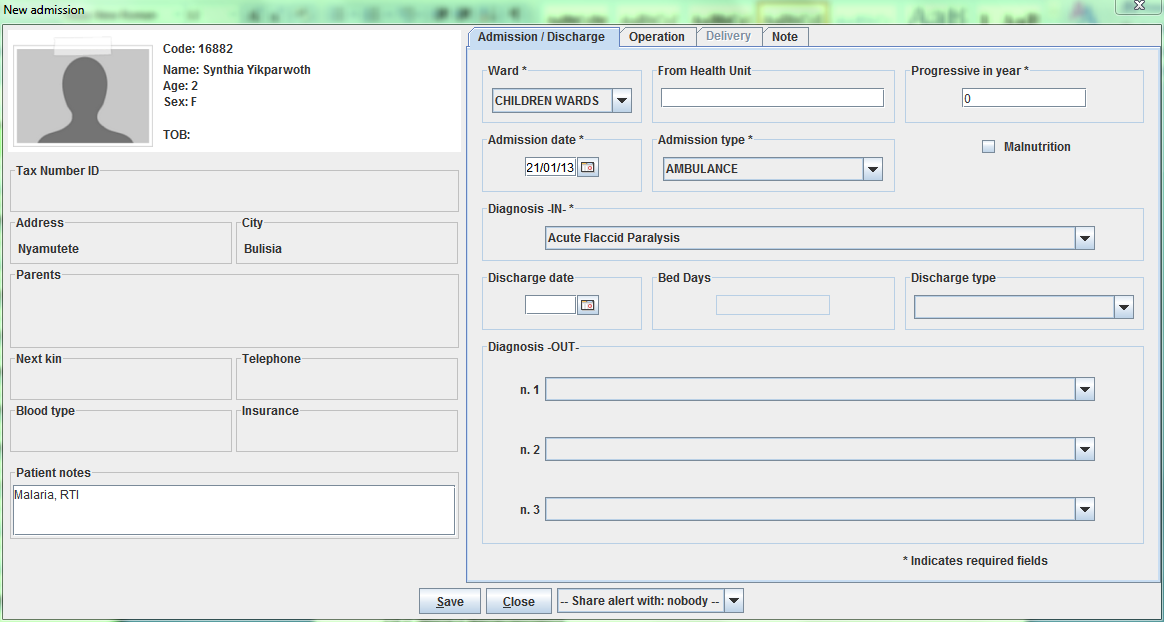 New admission
Code: 16882
Name: Synthia Yikparwoth
Age: 2
Sex: F
TOB:
Tax Number ID
Address
Nyamutete
City
Bulisia
Parents
Next kin
Telephone
Blood type
Insurance
Patient notes
Malaria, RTI
Admission / Discharge
Operation
Delivery
Note
Ward *
CHILDREN WARDS
From Health Unit
Progressive in year *
0
Admission date *
21/01/13
Admission type *
AMBULANCE
Malnutrition
Diagnosis -IN- *
Acute Flaccid Paralysis
Discharge date
Bed Days
Discharge type
Diagnosis -OUT-
n. 1
n. 2
n. 3
* Indicates required fields
Save
Close
-- Share alert with: nobody --